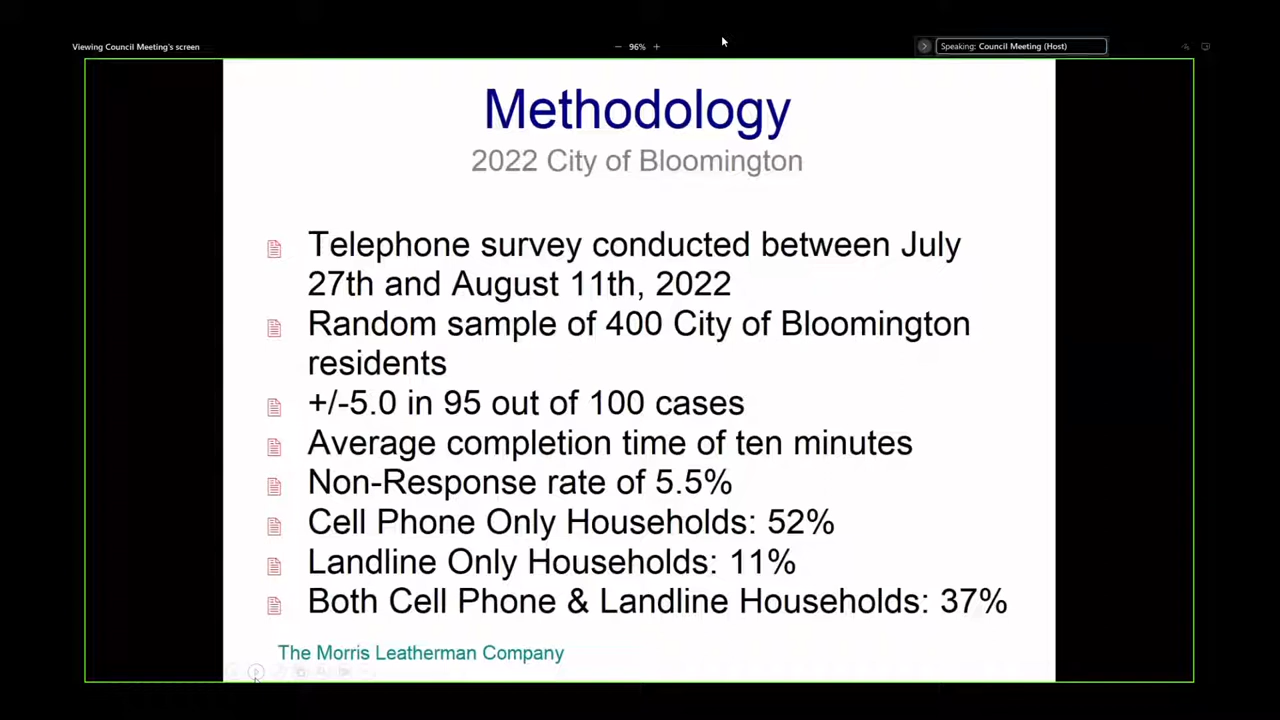 Viewing Council Meeting's screen
96%
Speaking: Council Meeting (Host)
Methodology
2022 City of Bloomington
Telephone survey conducted between July
27th and August 11th, 2022
Random sample of 400 City of Bloomington
residents
+/-5.0 in 95 out of 100 cases
Average completion time of ten minutes
Non-Response rate of 5.5%
Cell Phone Only Households: 52%
Landline Only Households: 11%
Both Cell Phone & Landline Households: 37%
The Morris Leatherman Company